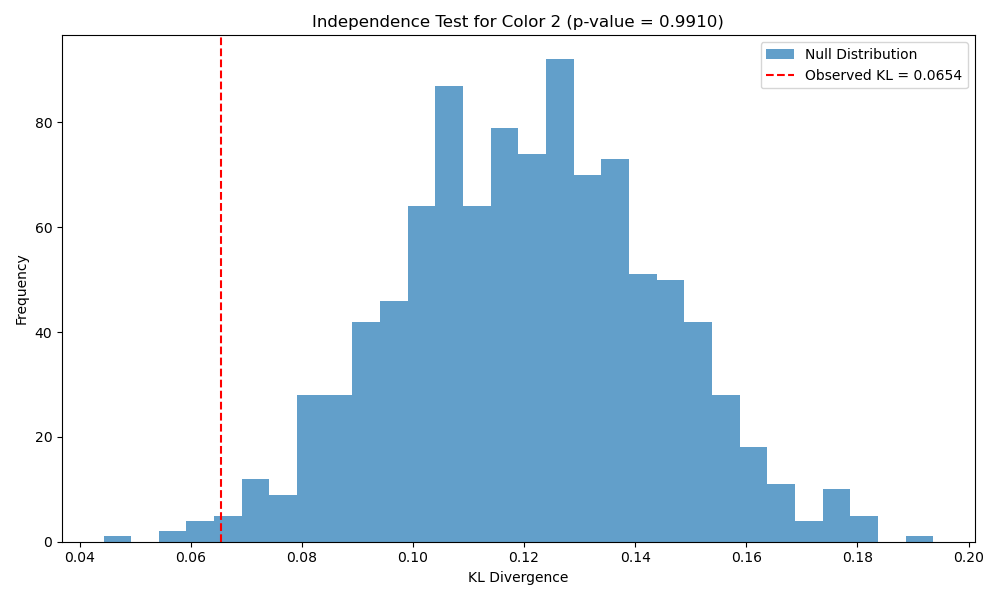 Independence Test for Color 2 (p-value = 0.9910)
Null Distribution
Observed KL = 0.0654
Frequency
80
60
40
20
0
0.04 0.06 0.08 0.10 0.12 0.14 0.16 0.18 0.20
KL Divergence